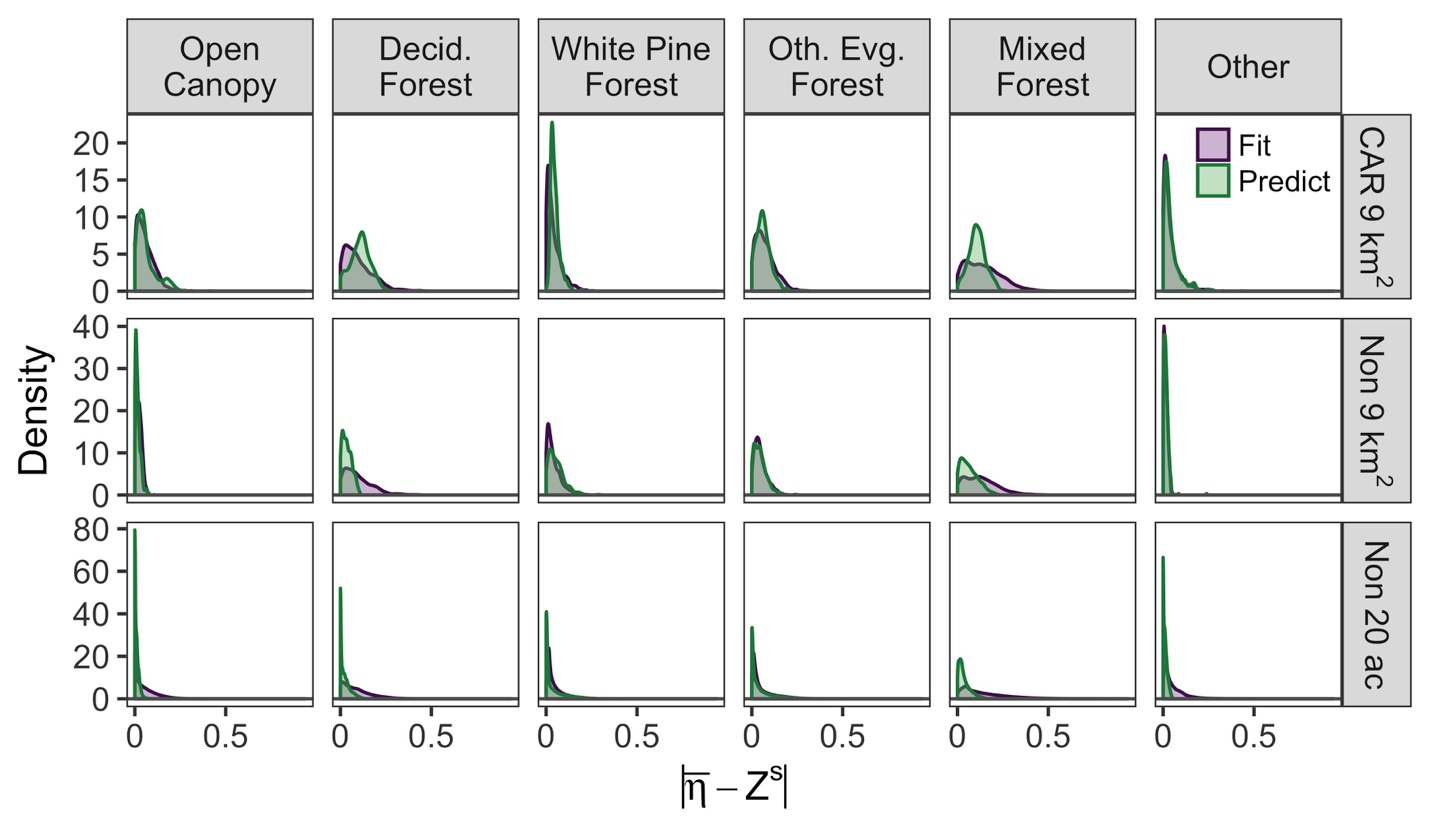 Open
Canopy
Decid.
Forest
White Pine
Forest
Oth. Evg.
Forest
Mixed
Forest
Other
Fit
Predict
CAR 9 km²
Non 9 km²
Non 20 ac
Density
20
15
10
5
0
40
30
20
10
0
80
60
40
20
0
0 0.5 0 0.5 0 0.5 0 0.5 0 0.5 0 0.5
|η̅ − Zˢ|